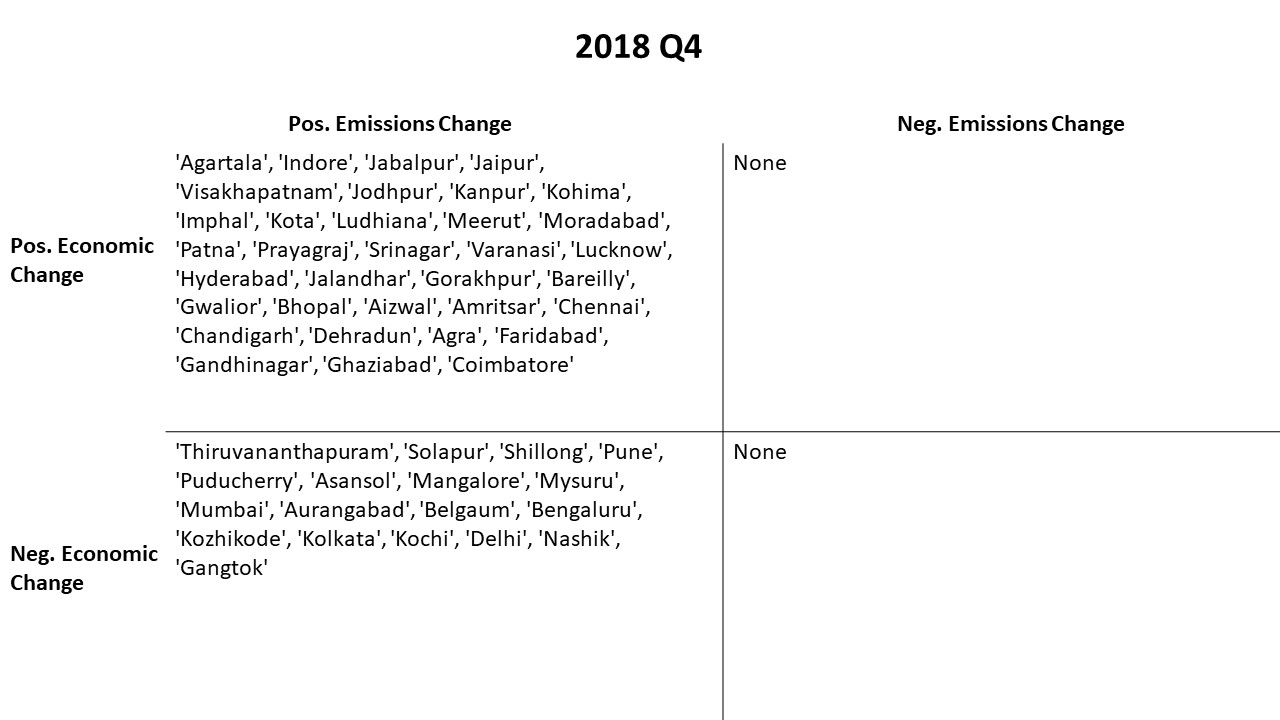 2018 Q4
Pos. Emissions Change
Neg. Emissions Change
Pos. Economic
Change
'Agartala', 'Indore', 'Jabalpur', 'Jaipur',
'Visakhapatnam', 'Jodhpur', 'Kanpur', 'Kohima',
'Imphal', 'Kota', 'Ludhiana', 'Meerut', 'Moradabad',
'Patna', 'Prayagraj', 'Srinagar', 'Varanasi', 'Lucknow',
'Hyderabad', 'Jalandhar', 'Gorakhpur', 'Bareilly',
'Gwalior', 'Bhopal', 'Aizwal', 'Amritsar', 'Chennai',
'Chandigarh', 'Dehradun', 'Agra', 'Faridabad',
'Gandhinagar', 'Ghaziabad', 'Coimbatore'
None
Neg. Economic
Change
'Thiruvananthapuram', 'Solapur', 'Shillong', 'Pune',
'Puducherry', 'Asansol', 'Mangalore', 'Mysuru',
'Mumbai', 'Aurangabad', 'Belgaum', 'Bengaluru',
'Kozhikode', 'Kolkata', 'Kochi', 'Delhi', 'Nashik',
'Gangtok'
None